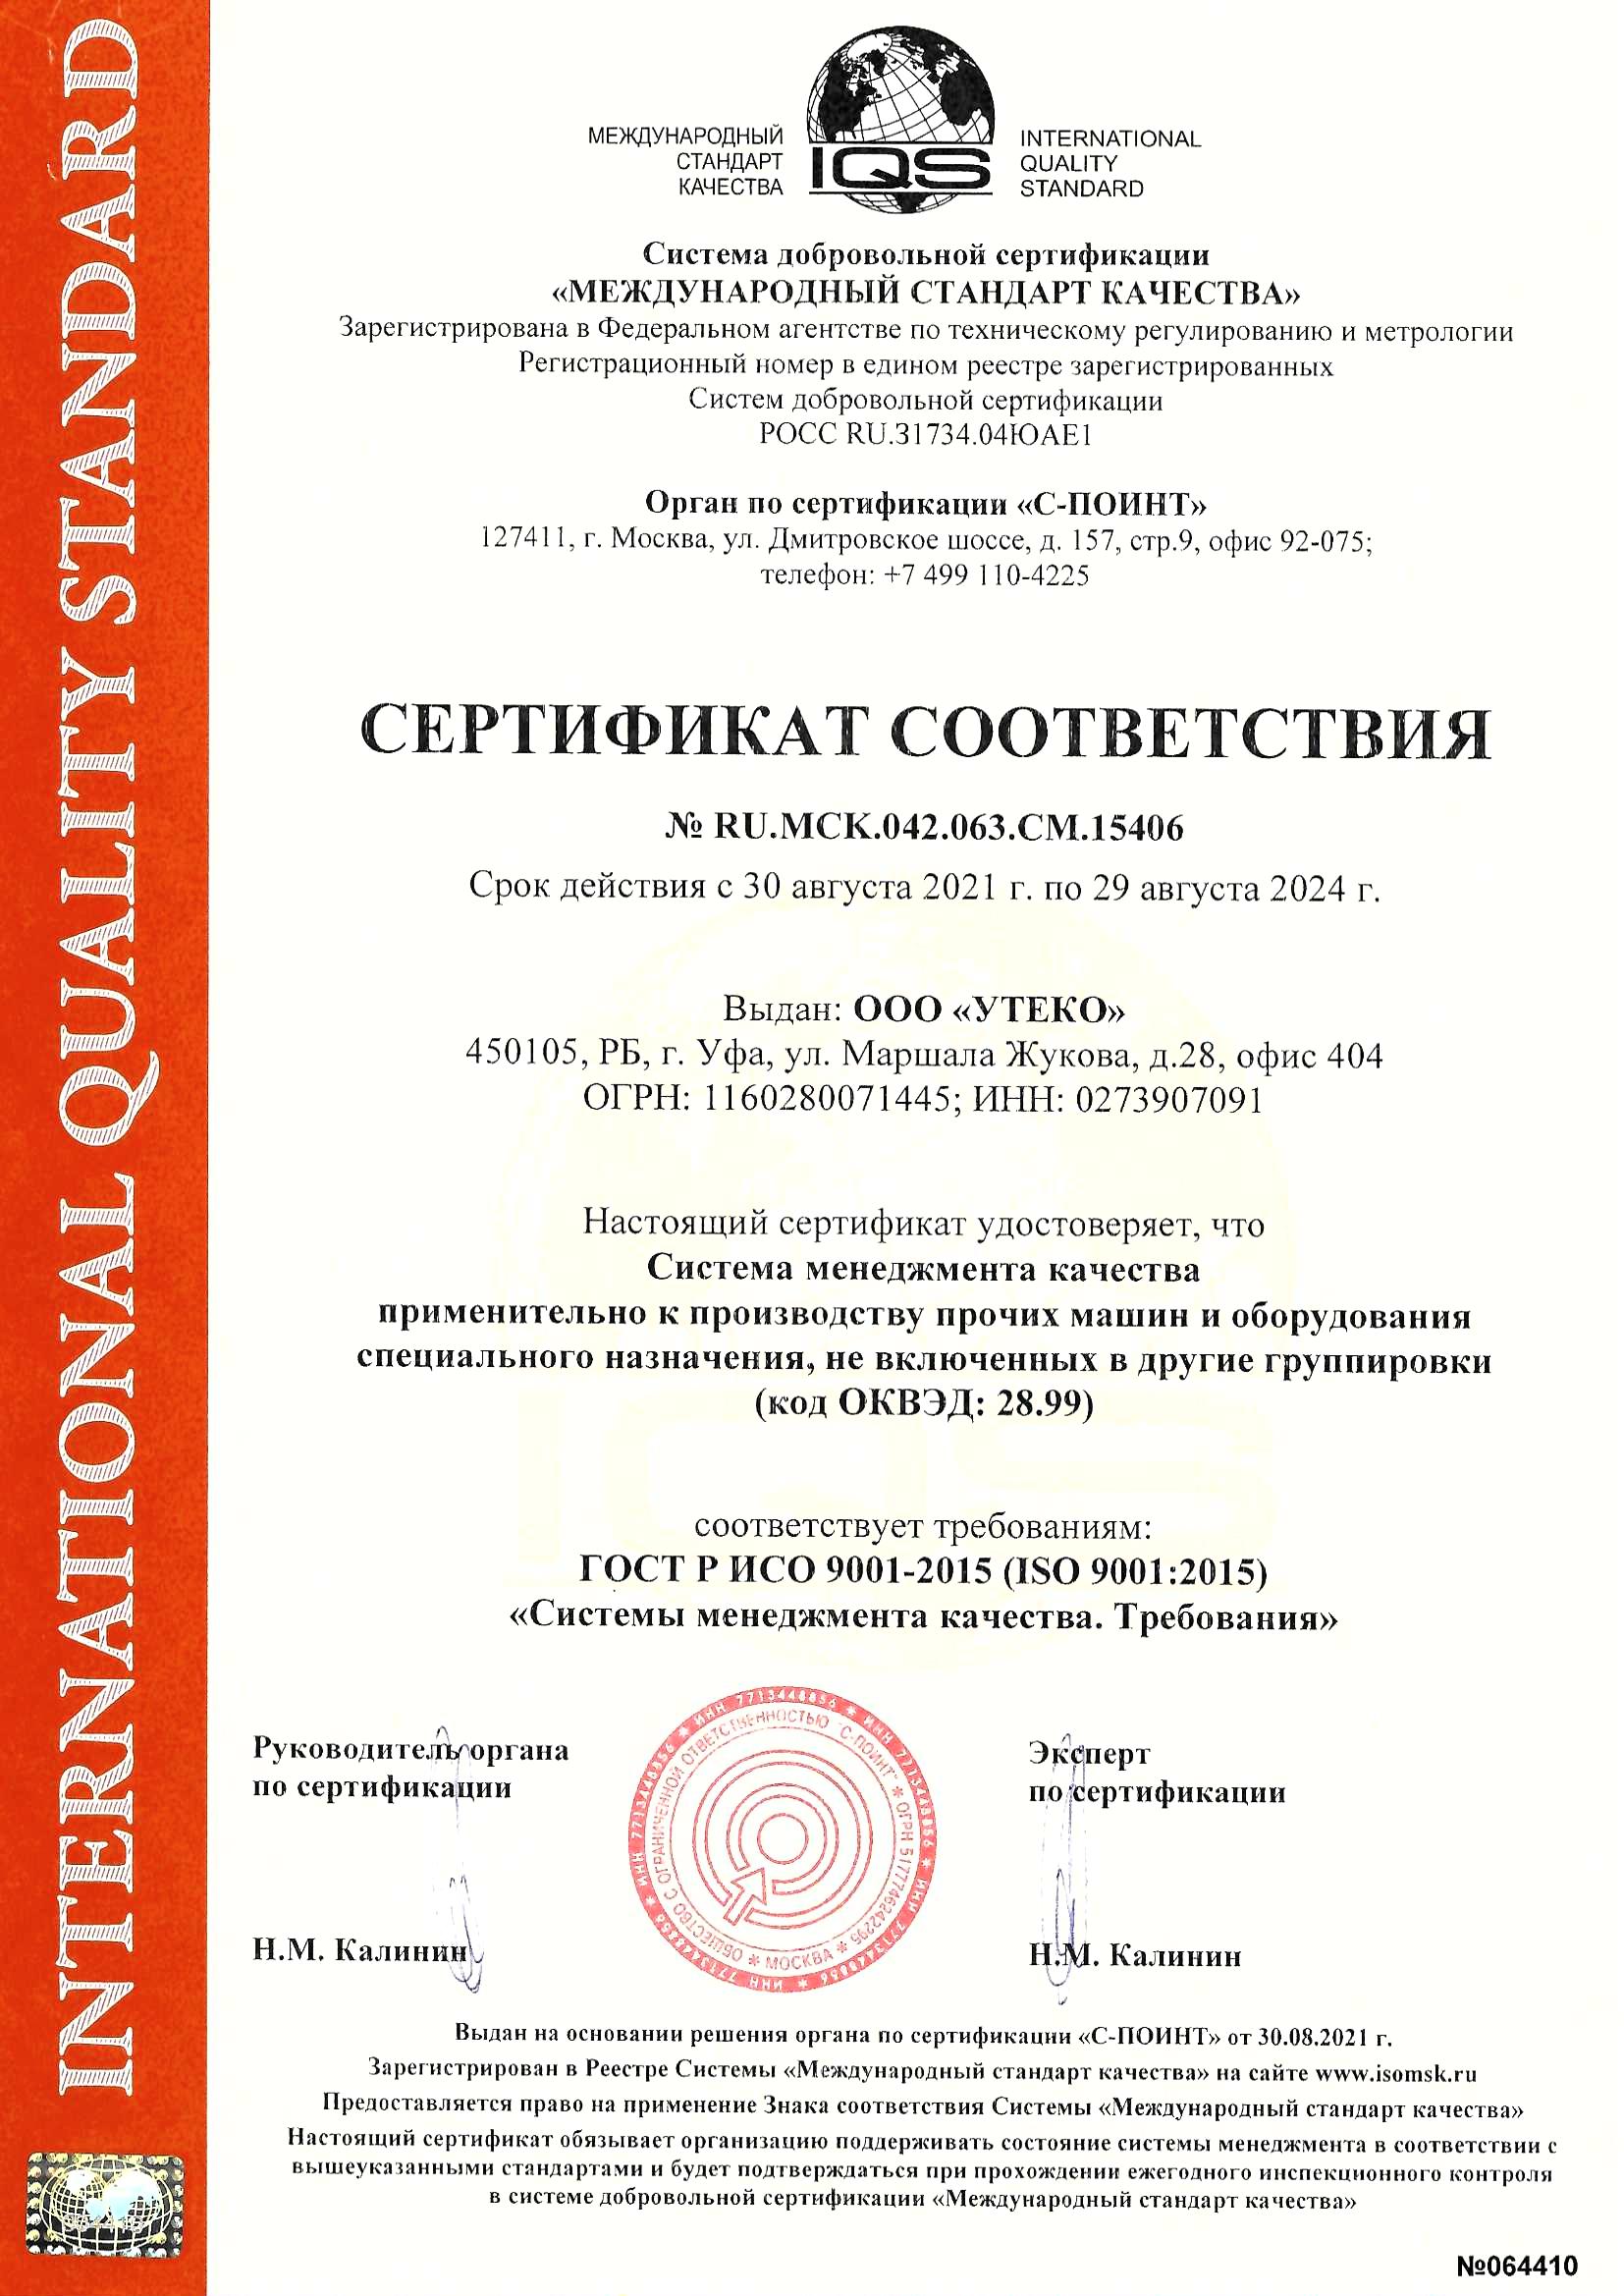 INTERNATIONAL QUALITY STANDARD
МЕЖДУНАРОДНЫЙ
СТАНДАРТ
КАЧЕСТВА
IQS
INTERNATIONAL
QUALITY
STANDARD
Система добровольной сертификации
«МЕЖДУНАРОДНЫЙ СТАНДАРТ КАЧЕСТВА»
Зарегистрирована в Федеральном агентстве по техническому регулированию и метрологии
Регистрационный номер в едином реестре зарегистрированных
Систем добровольной сертификации
РОСС RU.31734.04ЮАЕ1
Орган по сертификации «С-ПОИНТ»
127411, г. Москва, ул. Дмитровское шоссе, д. 157, стр.9, офис 92-075;
телефон: +7 499 110-4225
СЕРТИФИКАТ СООТВЕТСТВИЯ
№ RU.МСК.042.063.СМ.15406
Срок действия с 30 августа 2021 г. по 29 августа 2024 г.
Выдан: ООО «УТЕКО»
450105, РБ, г. Уфа, ул. Маршала Жукова, д.28, офис 404
ОГРН: 1160280071445; ИНН: 0273907091
Настоящий сертификат удостоверяет, что
Система менеджмента качества
применительно к производству прочих машин и оборудования
специального назначения, не включенных в другие группировки
(код ОКВЭД: 28.99)
соответствует требованиям:
ГОСТ Р ИСО 9001-2015 (ISO 9001:2015)
«Системы менеджмента качества. Требования»
Руководитель органа
по сертификации
Н.М. Калинин
ИНН 7713448856 * ИНН 7713448856 * ИНН 7713448856 * ИНН 7713448856 * ИНН 7713448856 *
ОБЩЕСТВО С ОГРАНИЧЕННОЙ ОТВЕТСТВЕННОСТЬЮ "С-ПОИНТ" * ОГРН 5177746242295 * МОСКВА *
Эксперт
по сертификации
Н.М. Калинин
Выдан на основании решения органа по сертификации «С-ПОИНТ» от 30.08.2021 г.
Зарегистрирован в Реестре Системы «Международный стандарт качества» на сайте www.isomsk.ru
Предоставляется право на применение Знака соответствия Системы «Международный стандарт качества»
Настоящий сертификат обязывает организацию поддерживать состояние системы менеджмента в соответствии с
вышеуказанными стандартами и будет подтверждаться при прохождении ежегодного инспекционного контроля
в системе добровольной сертификации «Международный стандарт качества»
№064410